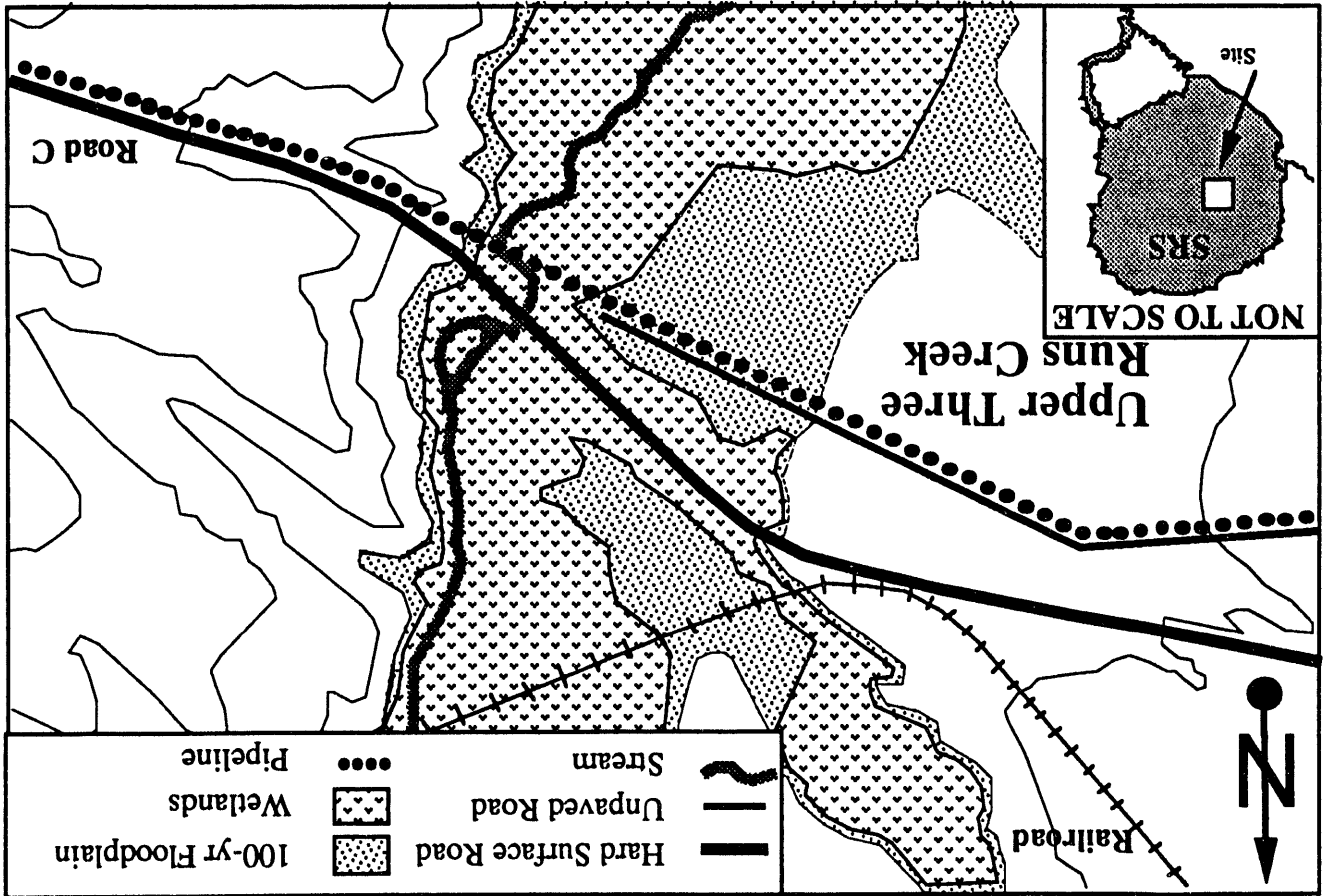 N
Railroad
Hard Surface Road
100-yr Floodplain
Unpaved Road
Wetlands
Stream
Pipeline
Upper Three
Runs Creek
NOT TO SCALE
SRS
Site
Road C